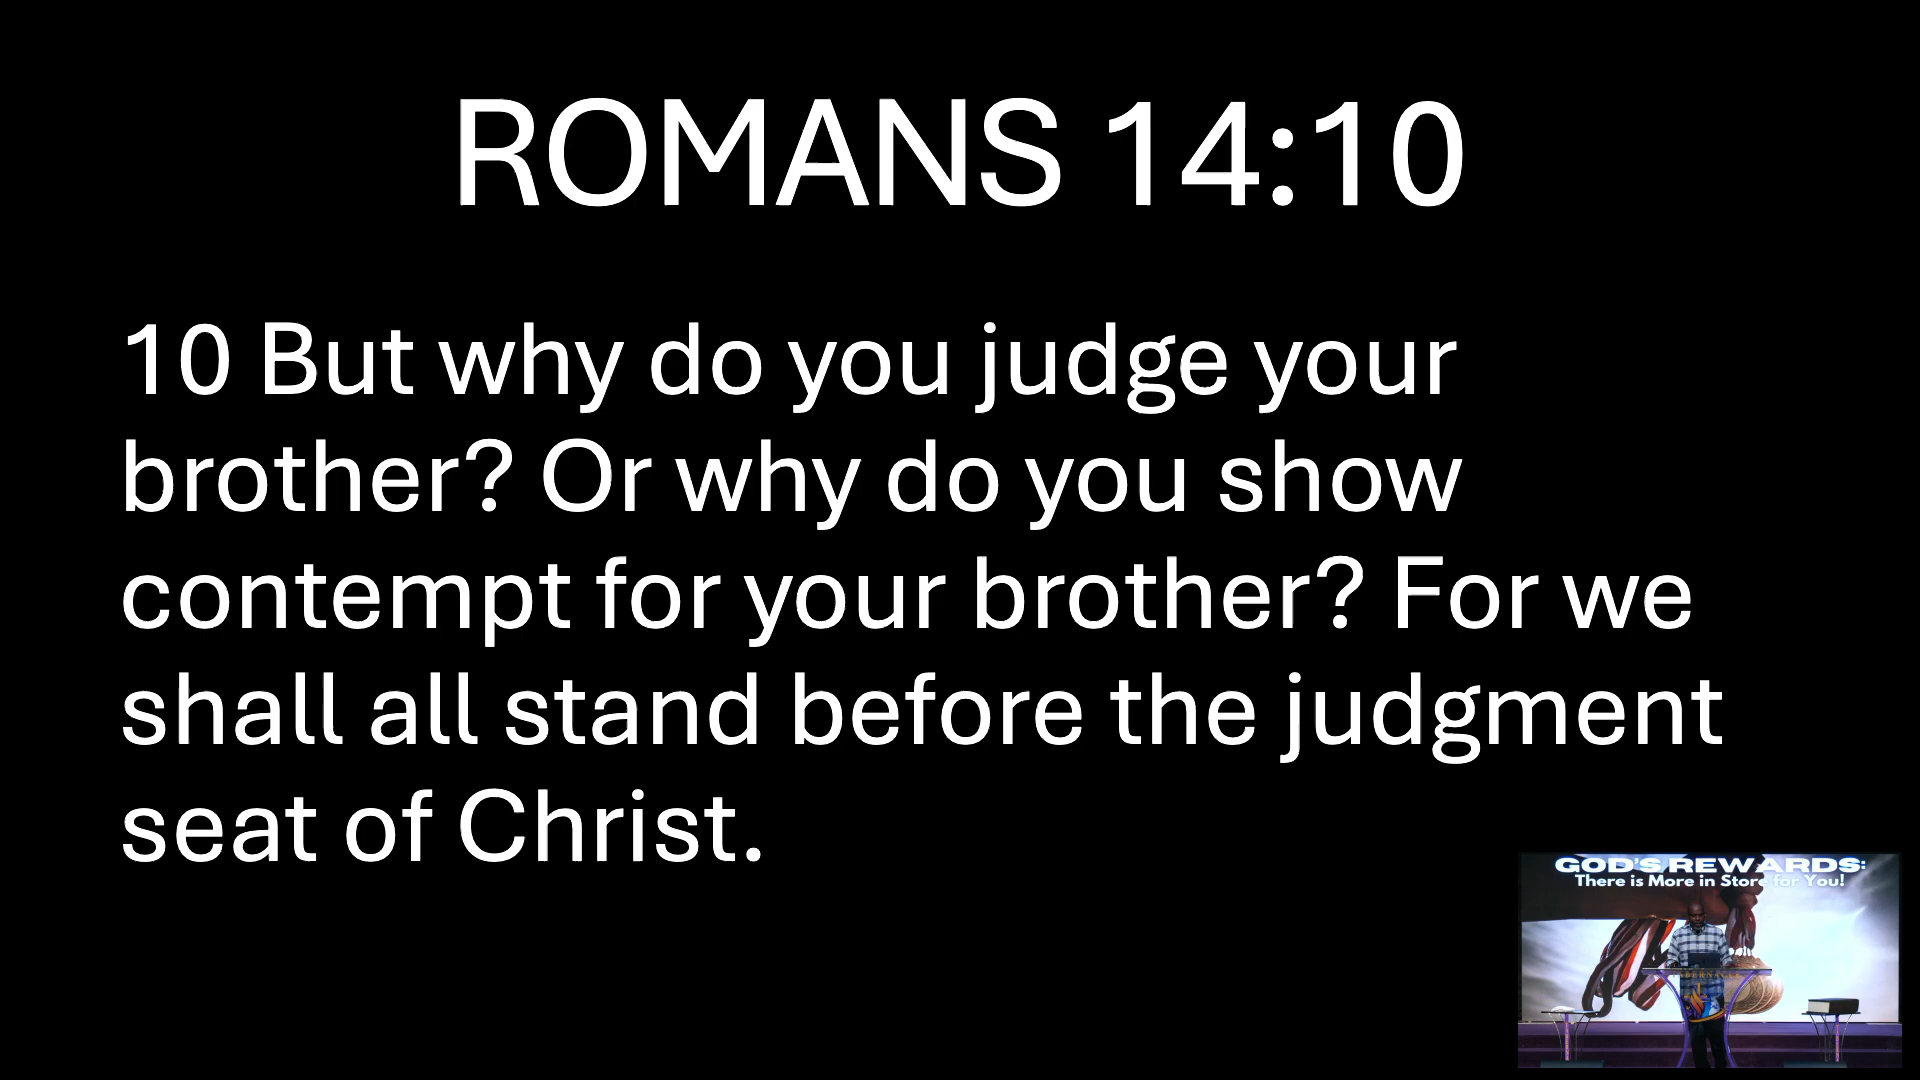 ROMANS 14:10
10 But why do you judge your
brother? Or why do you show
contempt for your brother? For we
shall all stand before the judgment
seat of Christ.
GOD'S REWARDS:
There is More in Store for You!
TABERNACLE